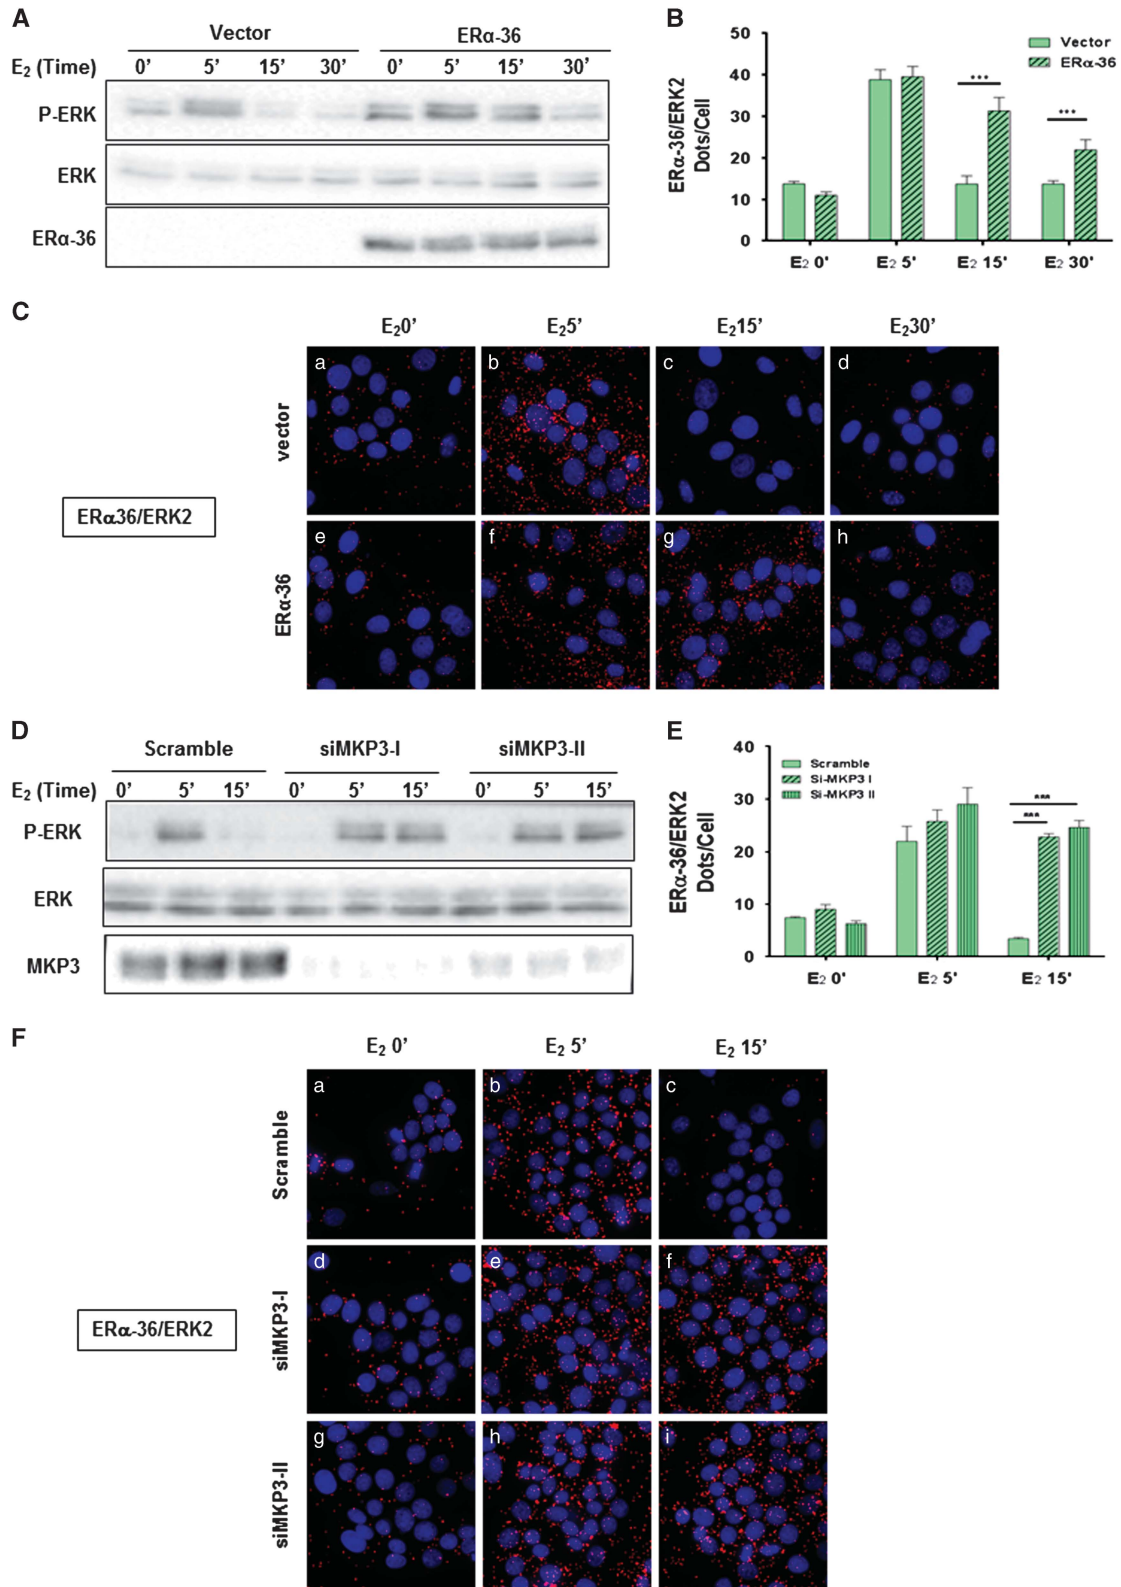 A
Vector
ERα-36
E2 (Time)
0’ 5’ 15’ 30’ 0’ 5’ 15’ 30’
P-ERK
ERK
ERα-36
B
ERα-36/ERK2
Dots/Cell
50
40
30
20
10
0
Vector
ERα-36
***
***
E2 0' E2 5' E2 15' E2 30'
C
E20’ E25’ E215’ E230’
vector
a b c d
ERα36/ERK2
ERα-36
e f g h
D
Scramble siMKP3-I siMKP3-II
E2 (Time)
0’ 5’ 15’ 0’ 5’ 15’ 0’ 5’ 15’
P-ERK
ERK
MKP3
E
ERα-36/ERK2
Dots/Cell
40
30
20
10
0
Scramble
Si-MKP3 I
Si-MKP3 II
***
***
E2 0' E2 5' E2 15'
F
E2 0’ E2 5’ E2 15’
Scramble
a b c
ERα-36/ERK2
siMKP3-I
d e f
siMKP3-II
g h i